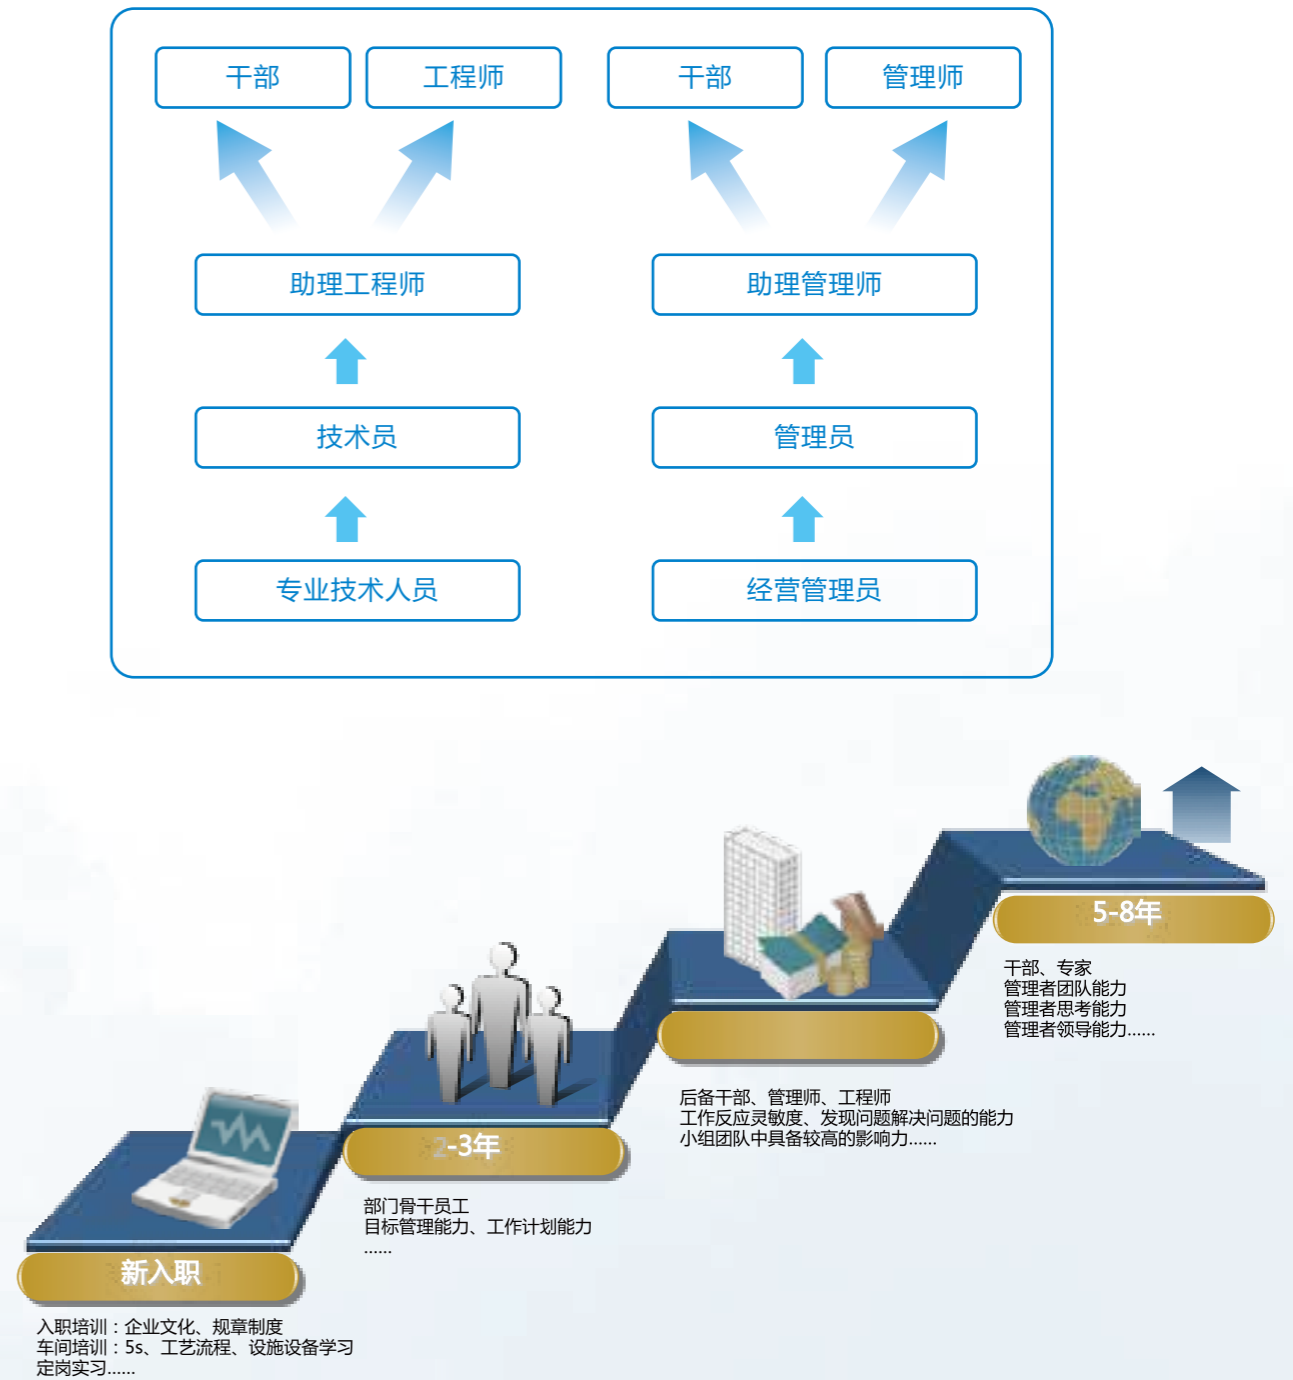 干部
工程师
干部
管理师
助理工程师
助理管理师
技术员
管理员
专业技术人员
经营管理员
5-8年
干部、专家
管理者团队能力
管理者思考能力
管理者领导能力......
后备干部、管理师、工程师
工作反应灵敏度、发现问题解决问题的能力
小组团队中具备较高的影响力......
2-3年
部门骨干员工
目标管理能力、工作计划能力
......
新入职
入职培训：企业文化、规章制度
车间培训：5s、工艺流程、设施设备学习
定岗实习......